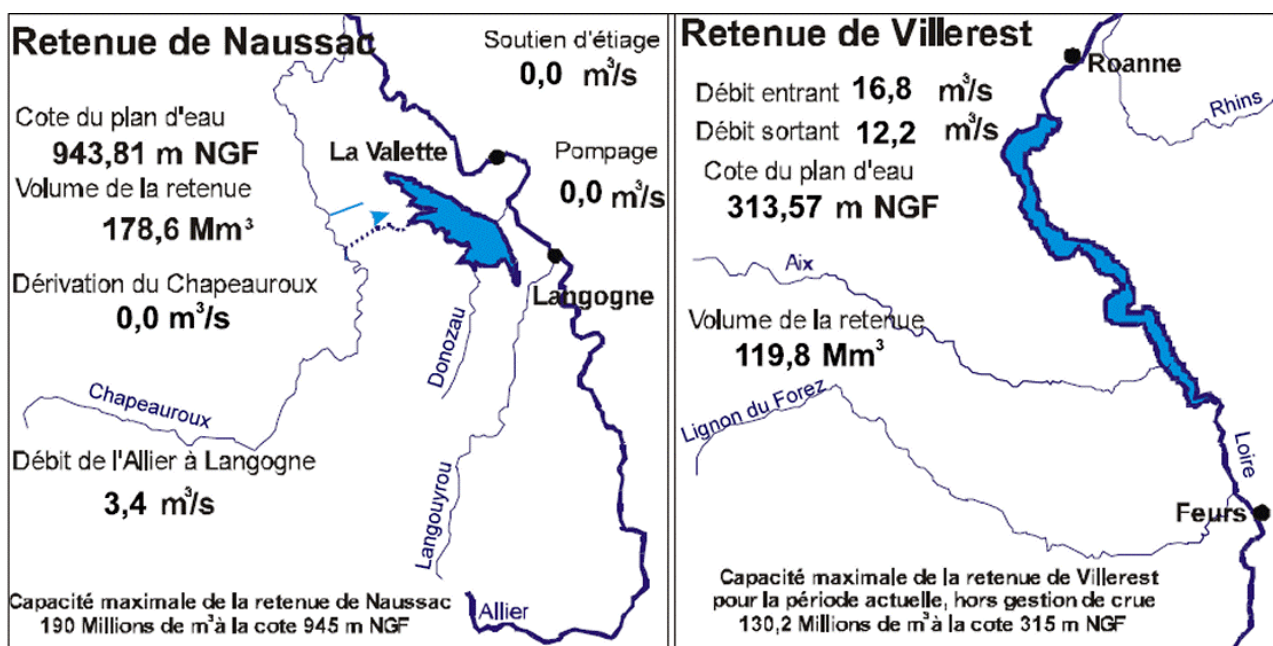 Retenue de Naussac
Soutien d'étiage
0,0 m³/s
Cote du plan d'eau
943,81 m NGF
La Valette
Pompage
0,0 m³/s
Volume de la retenue
178,6 Mm³
Dérivation du Chapeauroux
0,0 m³/s
Langogne
Donozau
Chapeauroux
Débit de l'Allier à Langogne
3,4 m³/s
Langouyrou
Capacité maximale de la retenue de Naussac
190 Millions de m³ à la cote 945 m NGF
Allier
Retenue de Villerest
Roanne
Débit entrant 16,8 m³/s
Rhins
Débit sortant 12,2 m³/s
Cote du plan d'eau
313,57 m NGF
Aix
Volume de la retenue
119,8 Mm³
Lignon du Forez
Loire
Feurs
Capacité maximale de la retenue de Villerest
pour la période actuelle, hors gestion de crue
130,2 Millions de m³ à la cote 315 m NGF